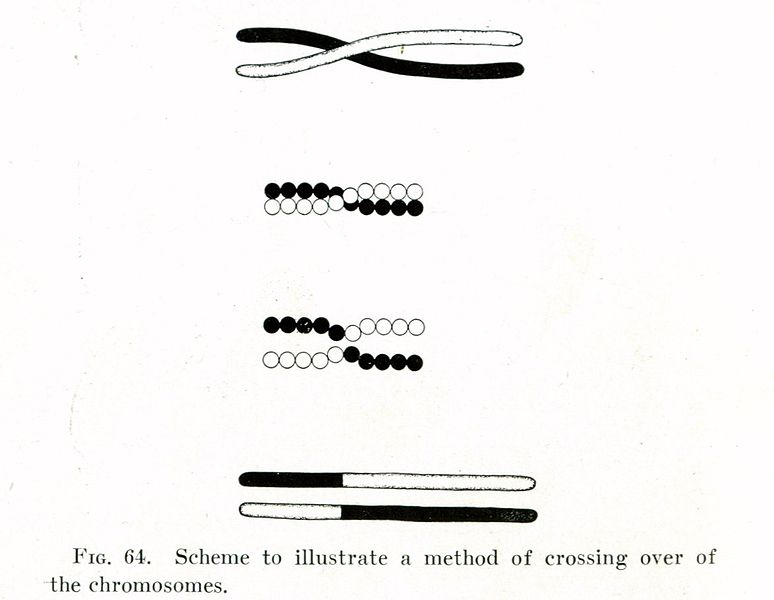 FIG. 64. Scheme to illustrate a method of crossing over of
the chromosomes.